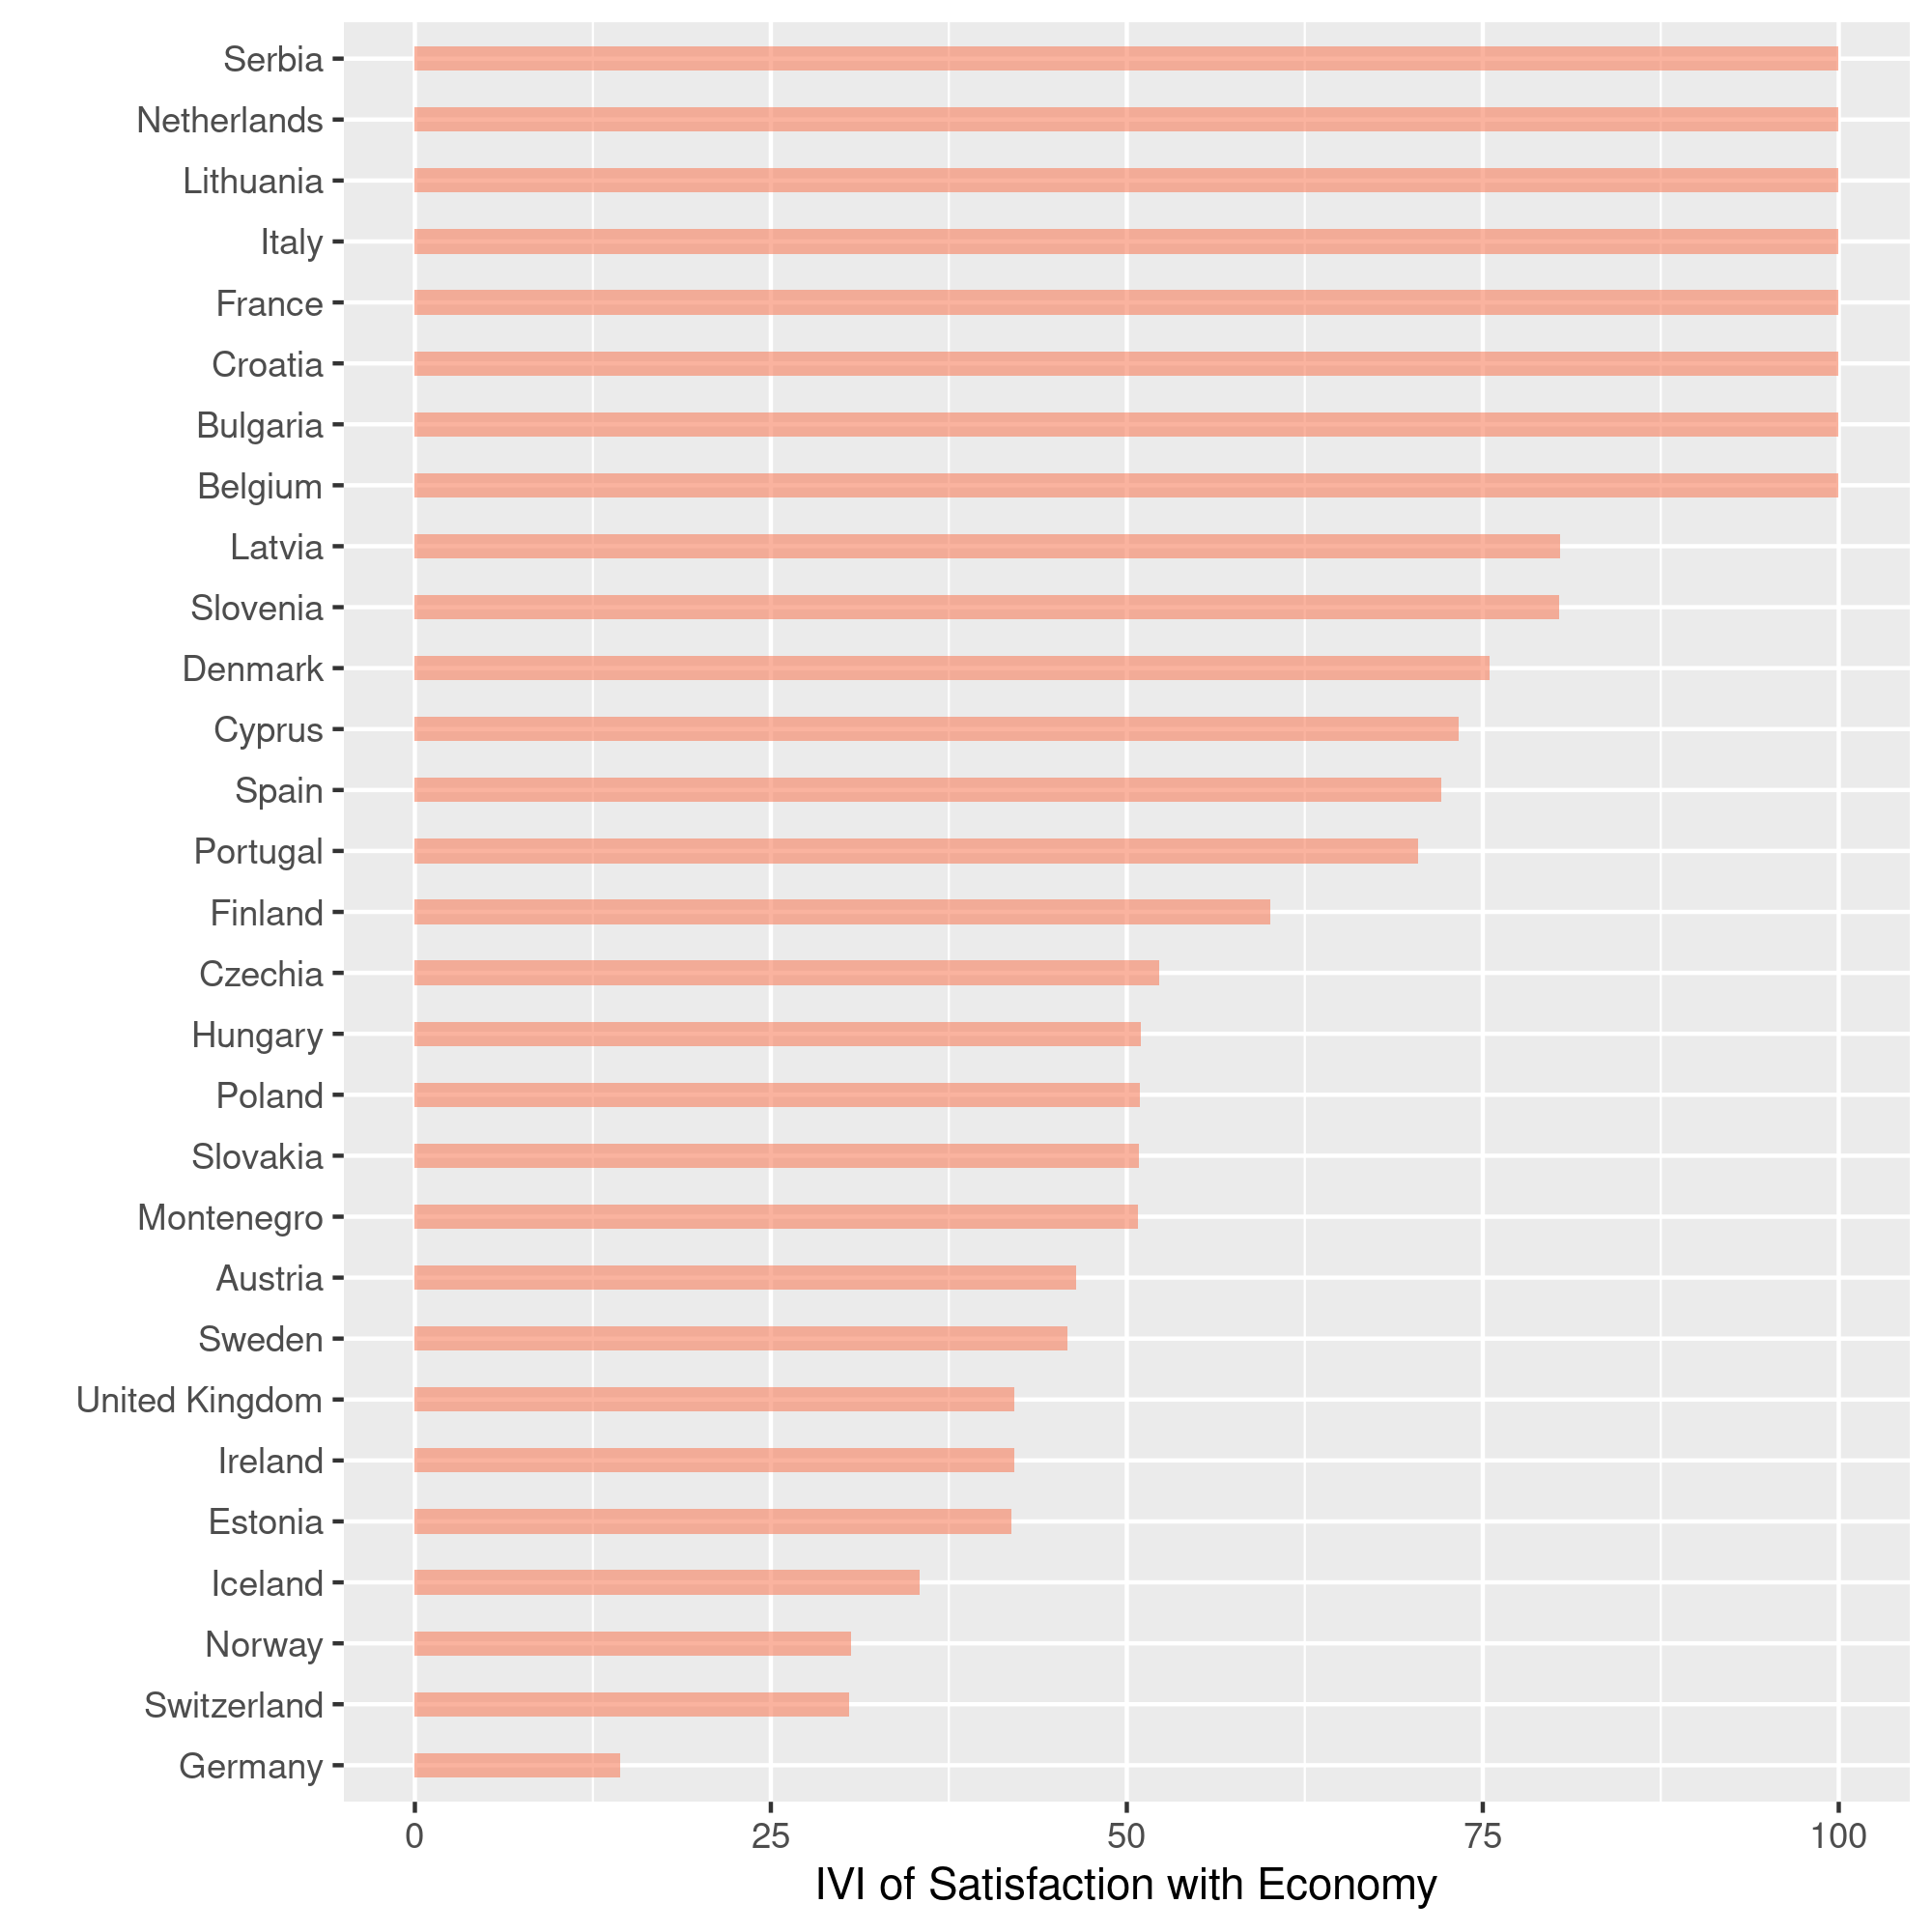 Serbia
Netherlands
Lithuania
Italy
France
Croatia
Bulgaria
Belgium
Latvia
Slovenia
Denmark
Cyprus
Spain
Portugal
Finland
Czechia
Hungary
Poland
Slovakia
Montenegro
Austria
Sweden
United Kingdom
Ireland
Estonia
Iceland
Norway
Switzerland
Germany
0 25 50 75 100
IVI of Satisfaction with Economy